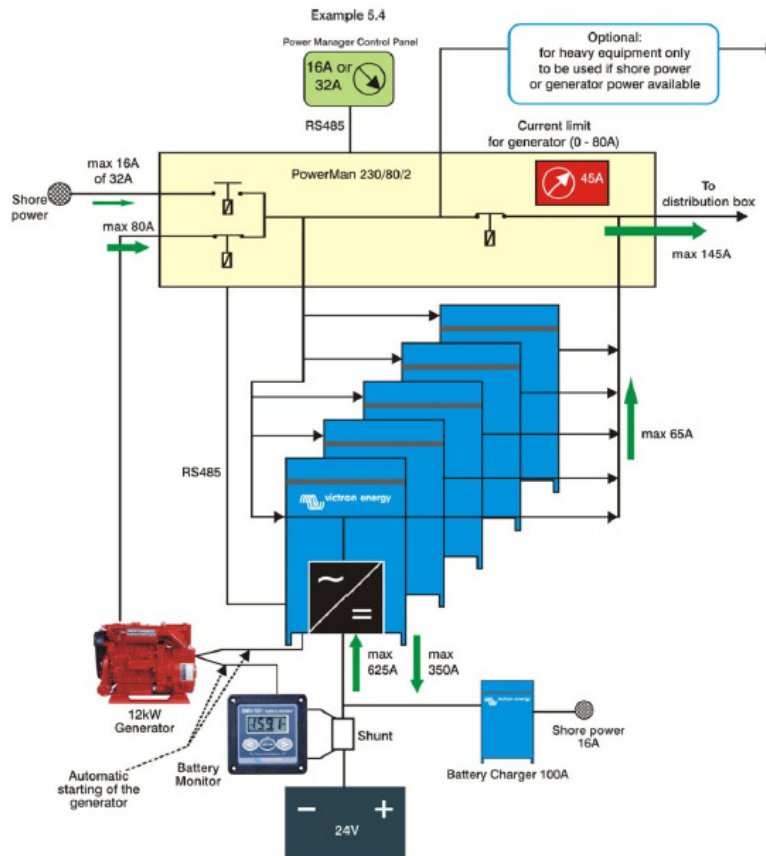 Example 5.4
Power Manager Control Panel
16A or
32A
RS485
Optional:
for heavy equipment only
to be used if shore power
or generator power available
Current limit
for generator (0 - 80A)
PowerMan 230/80/2
45A
max 16A
of 32A
Shore
power
max 80A
To
distribution box
max 145A
max 65A
RS485
victron energy
~
=
max
625A
max
350A
12kW
Generator
Automatic
starting of the
generator
Battery
Monitor
Shunt
Battery Charger 100A
victron energy
Shore power
16A
− +
24V